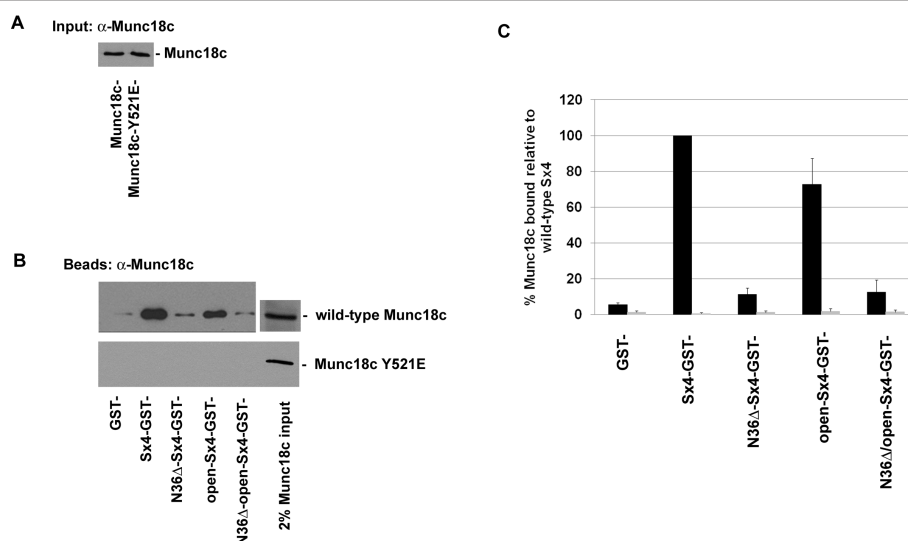 A
Input: α-Munc18c
- Munc18c
Munc18c-
Munc18c-Y521E-
B
Beads: α-Munc18c
- wild-type Munc18c
- Munc18c Y521E
GST-
Sx4-GST-
N36Δ-Sx4-GST-
open-Sx4-GST-
N36Δ-open-Sx4-GST-
2% Munc18c input
C
% Munc18c bound relative to
wild-type Sx4
120
100
80
60
40
20
0
GST-
Sx4-GST-
N36Δ-Sx4-GST-
open-Sx4-GST-
N36Δ/open-Sx4-GST-